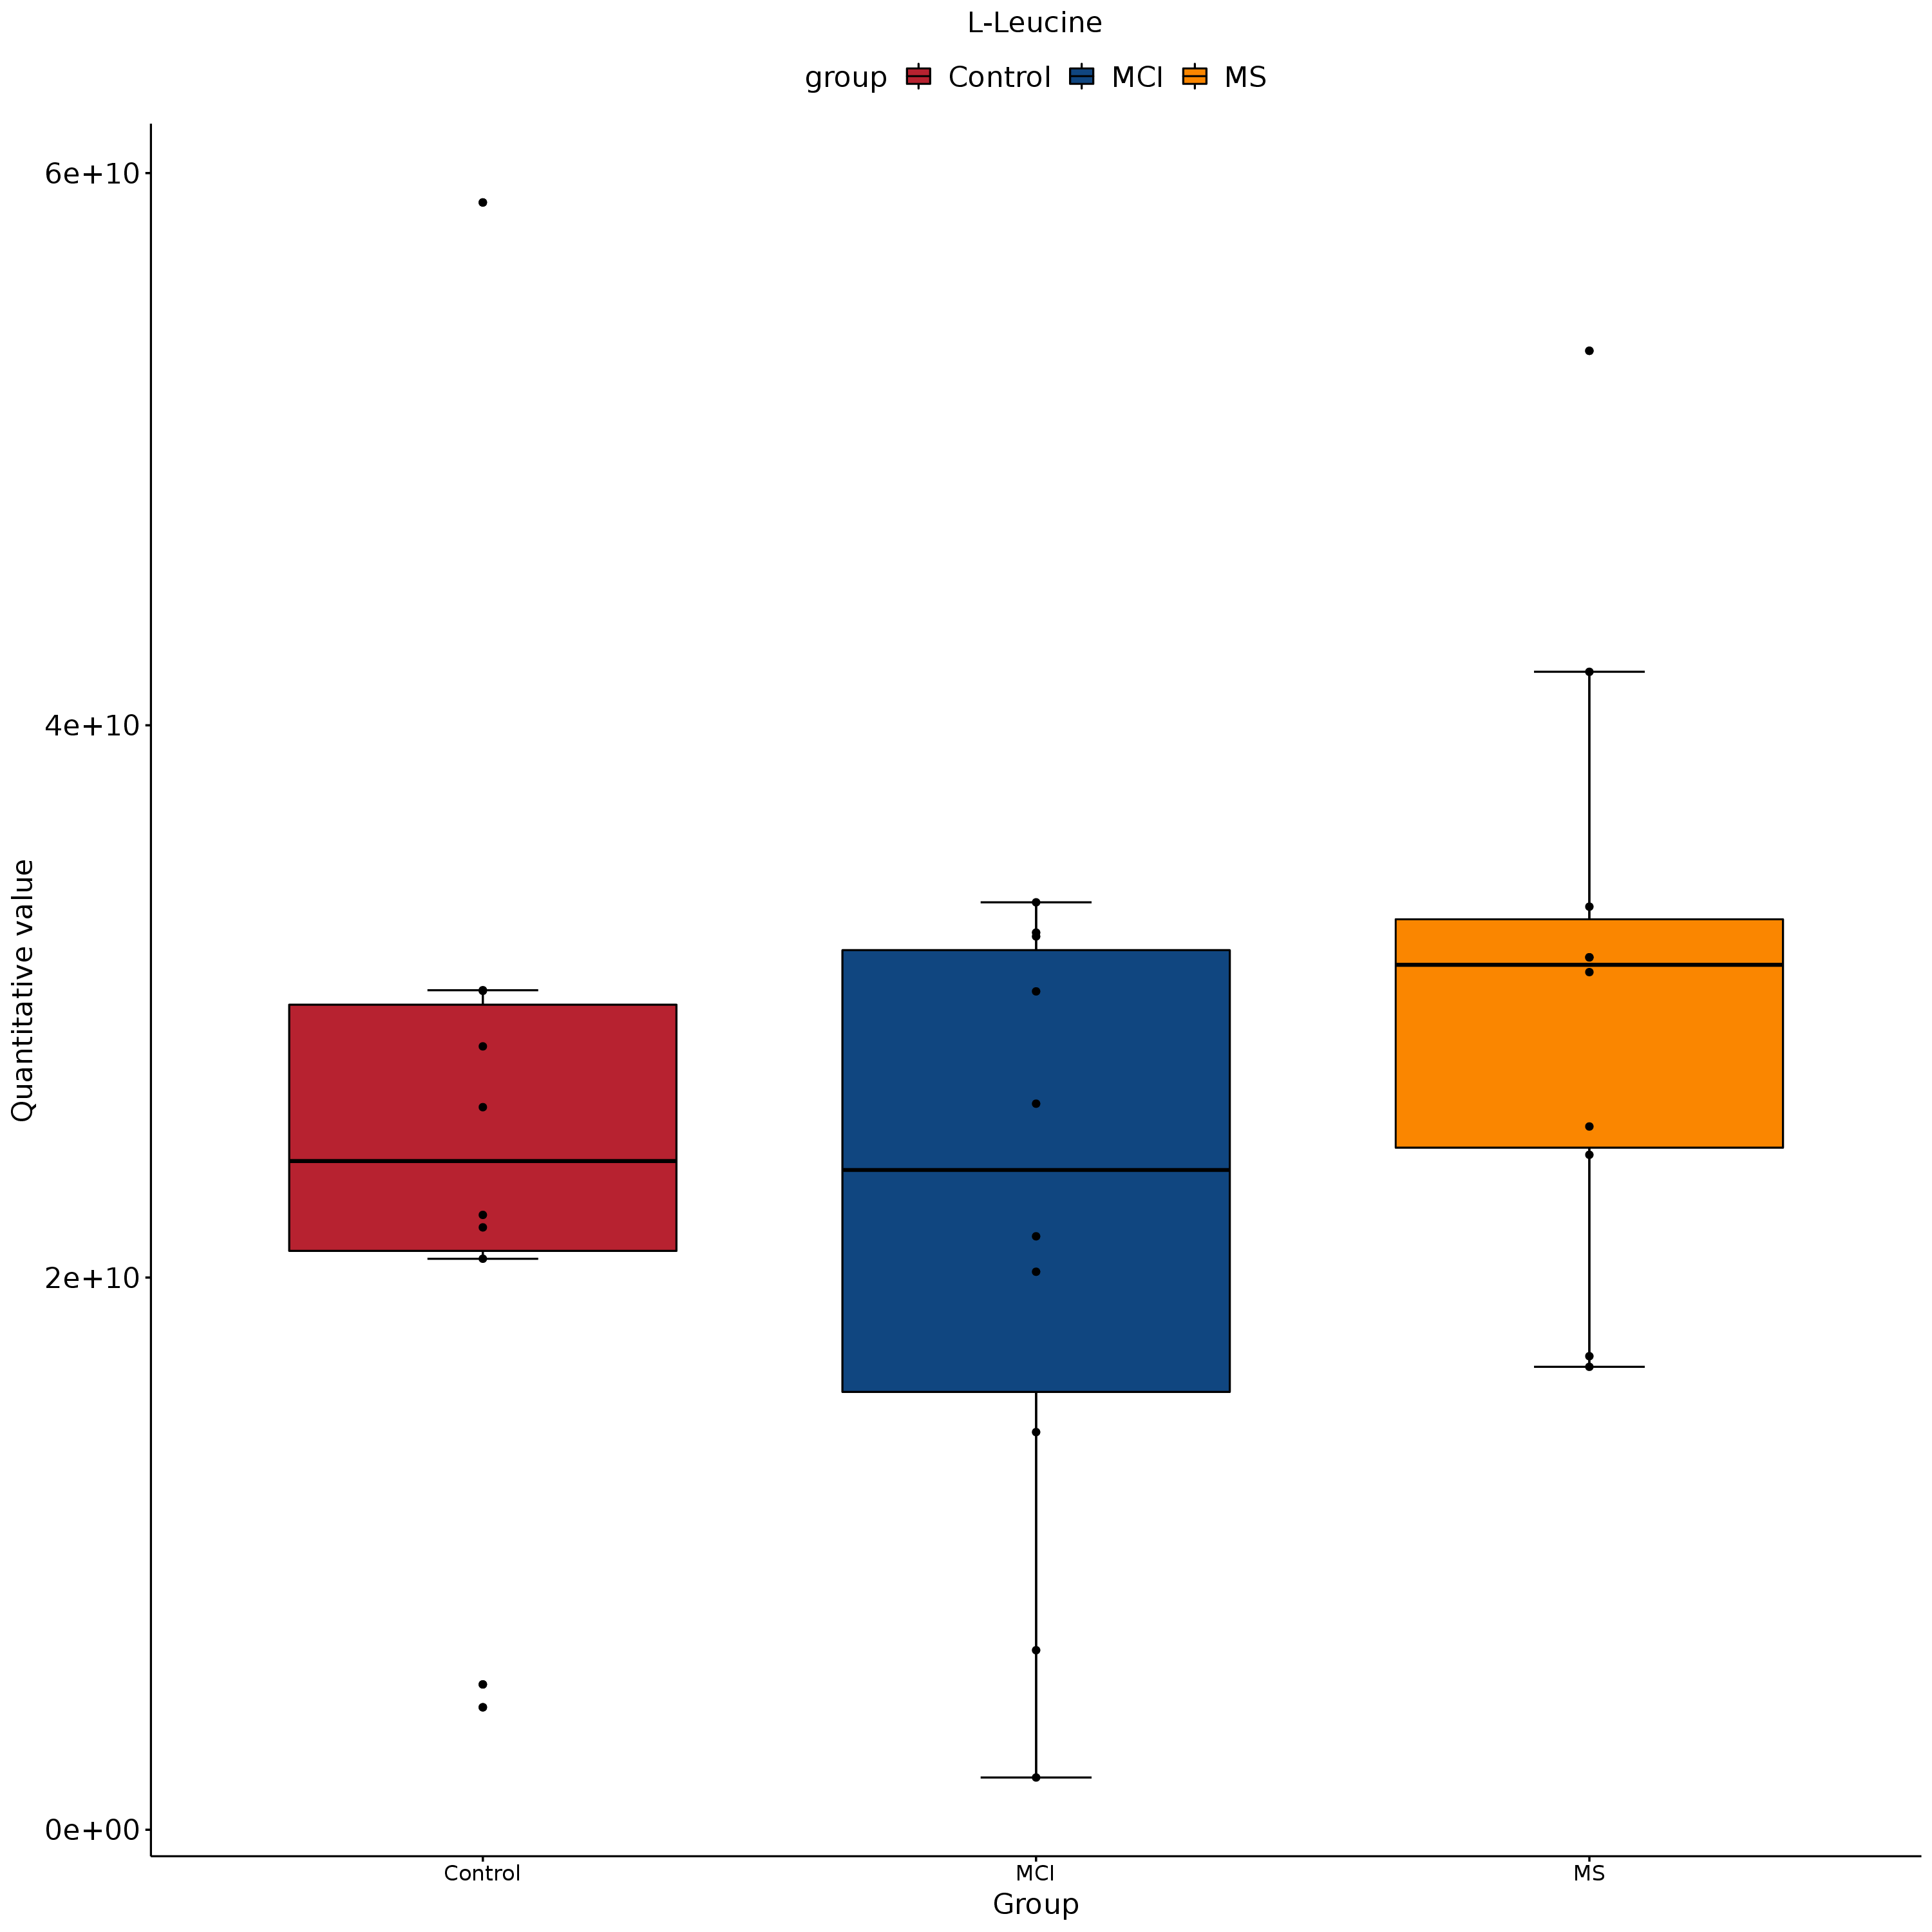 L-Leucine
group Control MCI MS
6e+10
4e+10
2e+10
0e+00
Quantitative value
Control MCI MS
Group